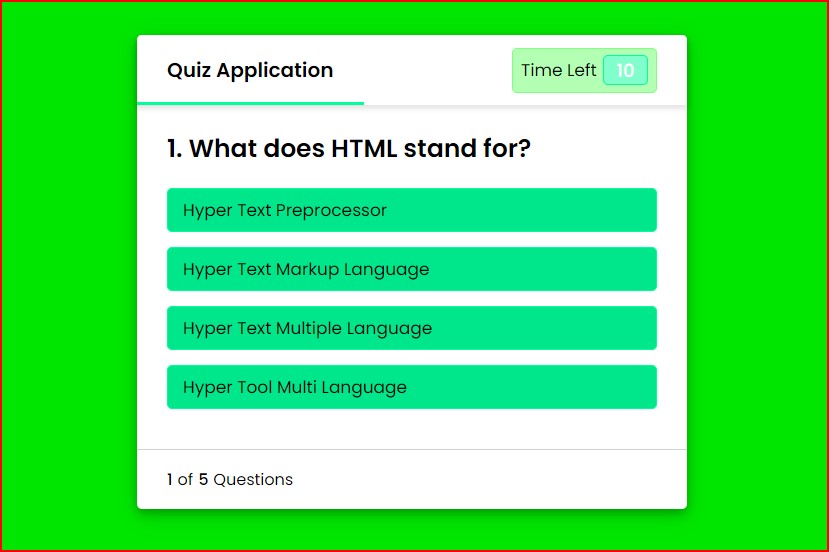 Quiz Application
Time Left 10
1. What does HTML stand for?
Hyper Text Preprocessor
Hyper Text Markup Language
Hyper Text Multiple Language
Hyper Tool Multi Language
1 of 5 Questions